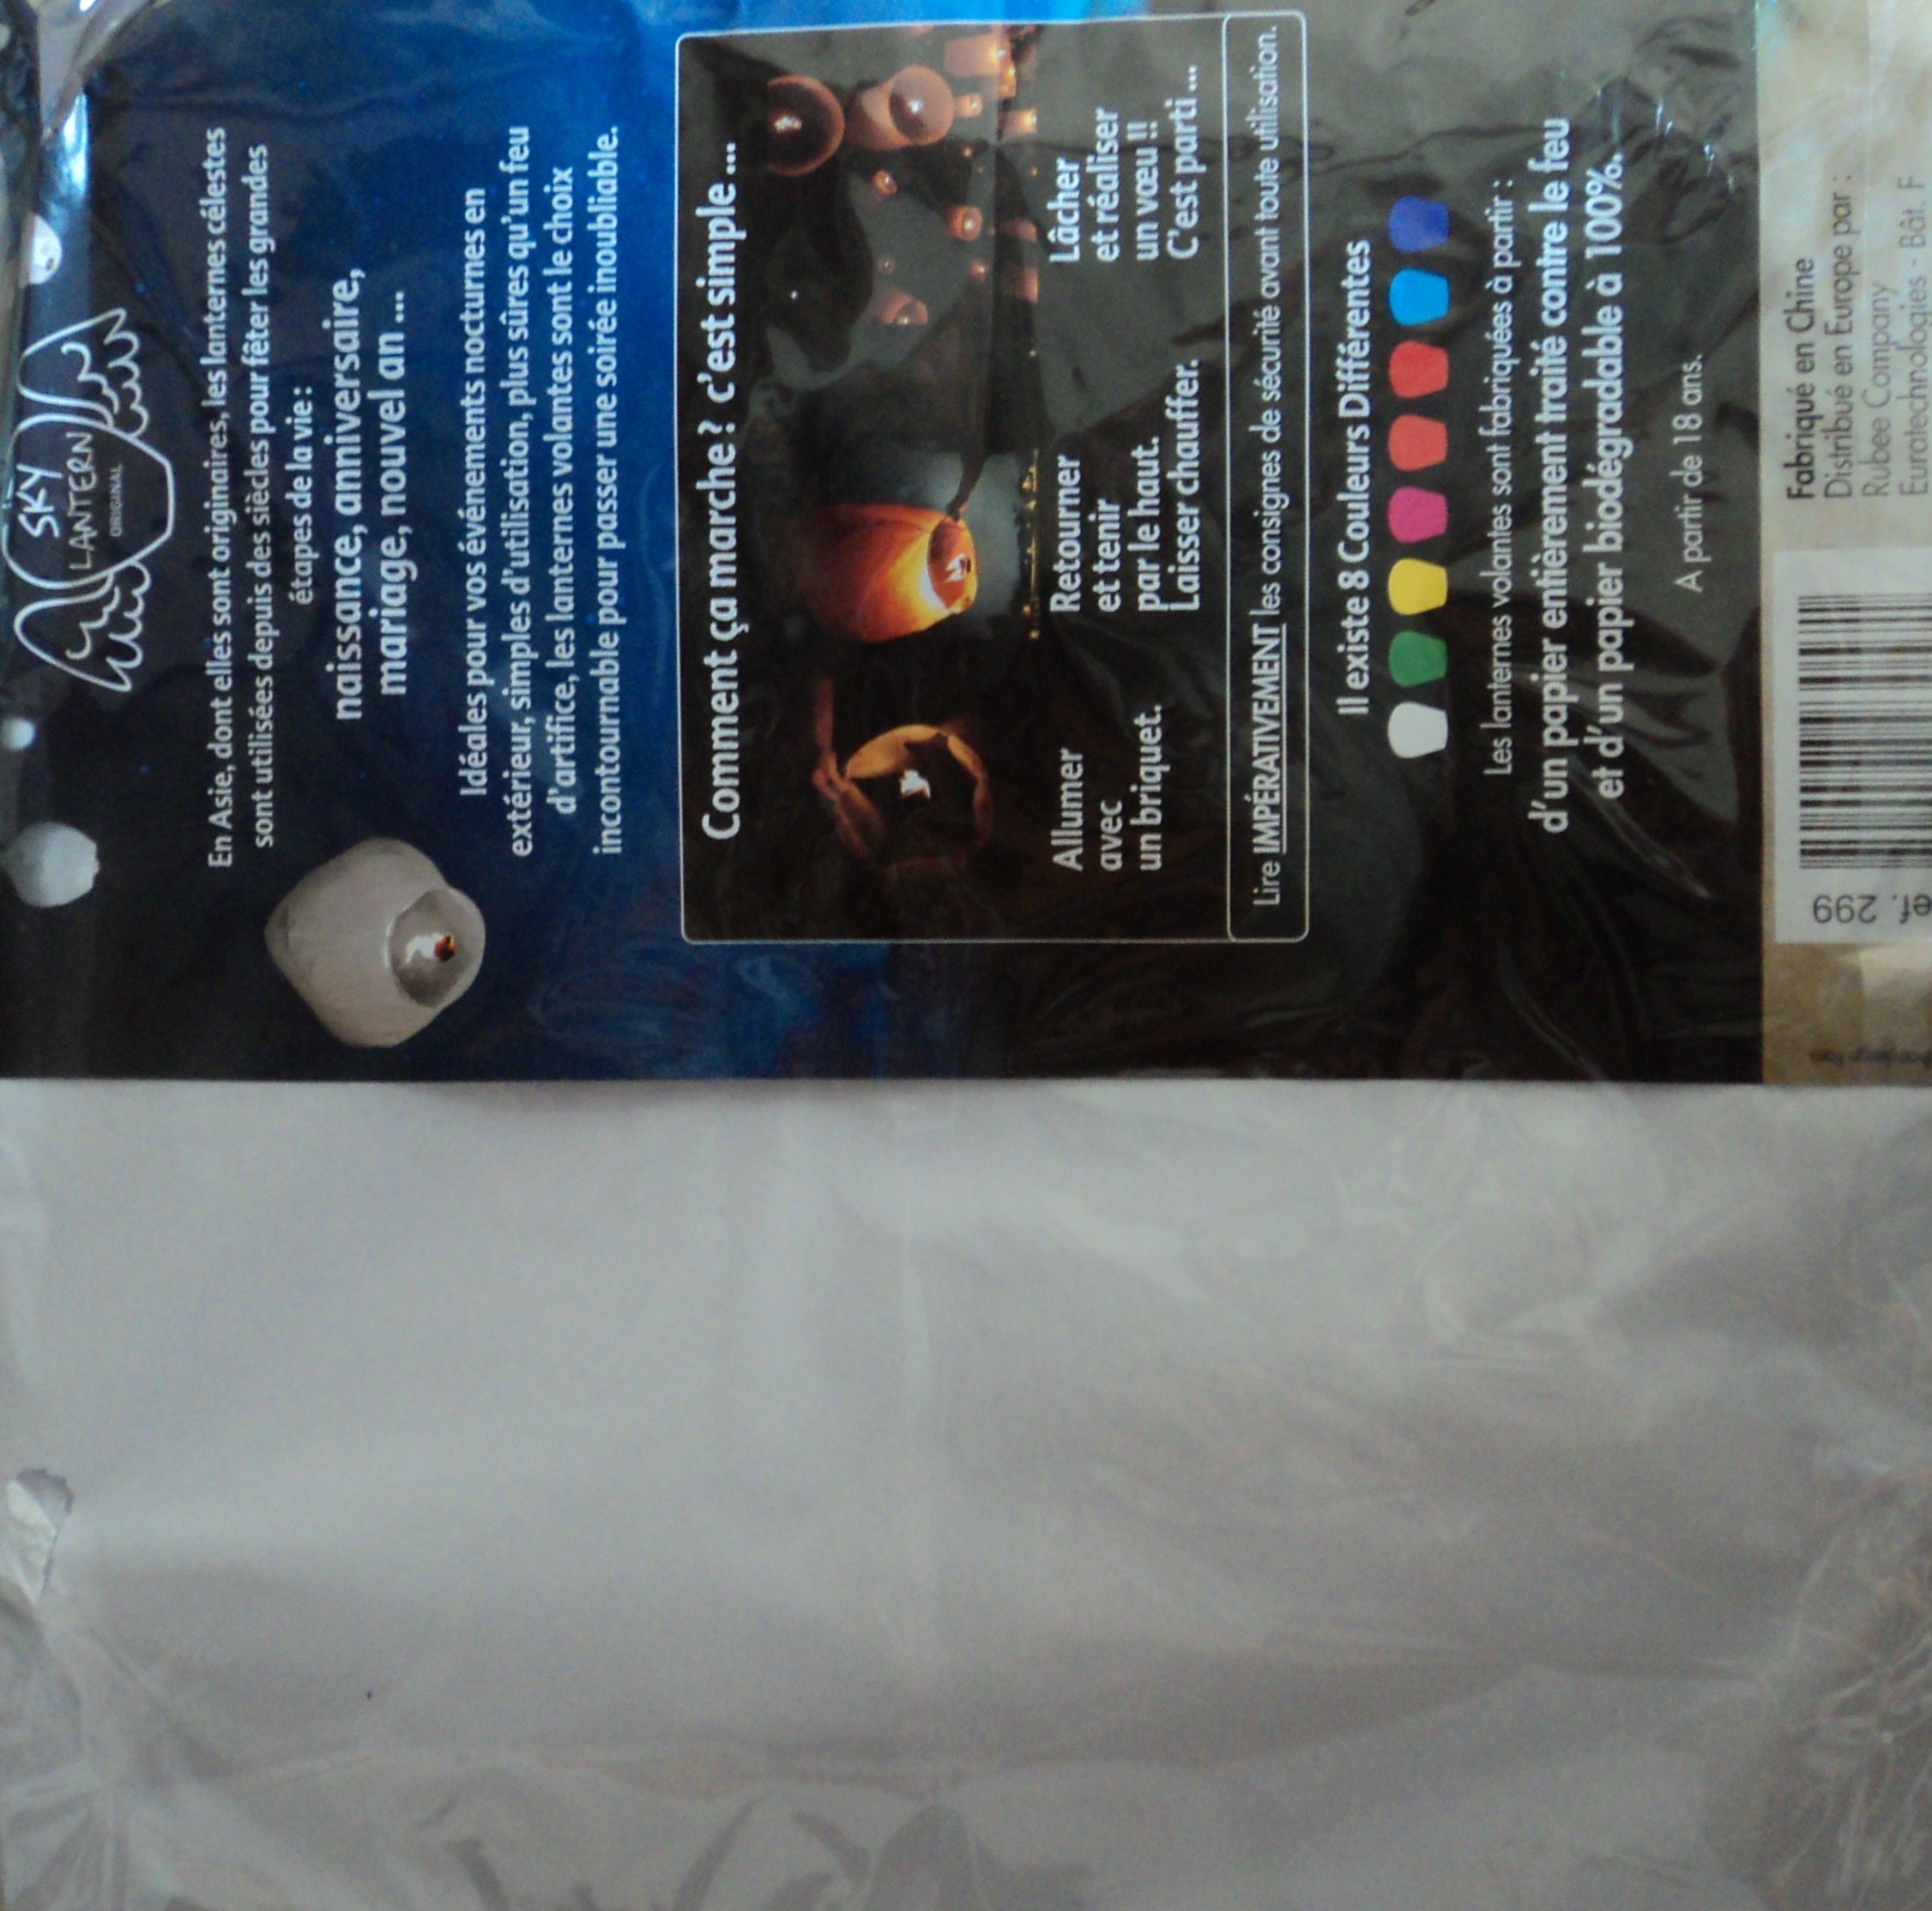 SKY
LANTERN
ORIGINAL
En Asie, dont elles sont originaires, les lanternes célestes
sont utilisées depuis des siècles pour fêter les grandes
étapes de la vie :
naissance, anniversaire,
mariage, nouvel an ...
Idéales pour vos événements nocturnes en
extérieur, simples d'utilisation, plus sûres qu'un feu
d'artifice, les lanternes volantes sont le choix
incontournable pour passer une soirée inoubliable.
Comment ça marche ? c'est simple ...
Allumer
avec
un briquet.
Retourner
et tenir
par le haut.
Laisser chauffer.
Lâcher
et réaliser
un vœu !!
C'est parti ...
Lire IMPÉRATIVEMENT les consignes de sécurité avant toute utilisation.
Il existe 8 Couleurs Différentes
Les lanternes volantes sont fabriquées à partir :
d'un papier entièrement traité contre le feu
et d'un papier biodégradable à 100%.
A partir de 18 ans.
Fabriqué en Chine
Distribué en Europe par :
Rubee Company
Euratechnologies - Bât. F
299
ef.